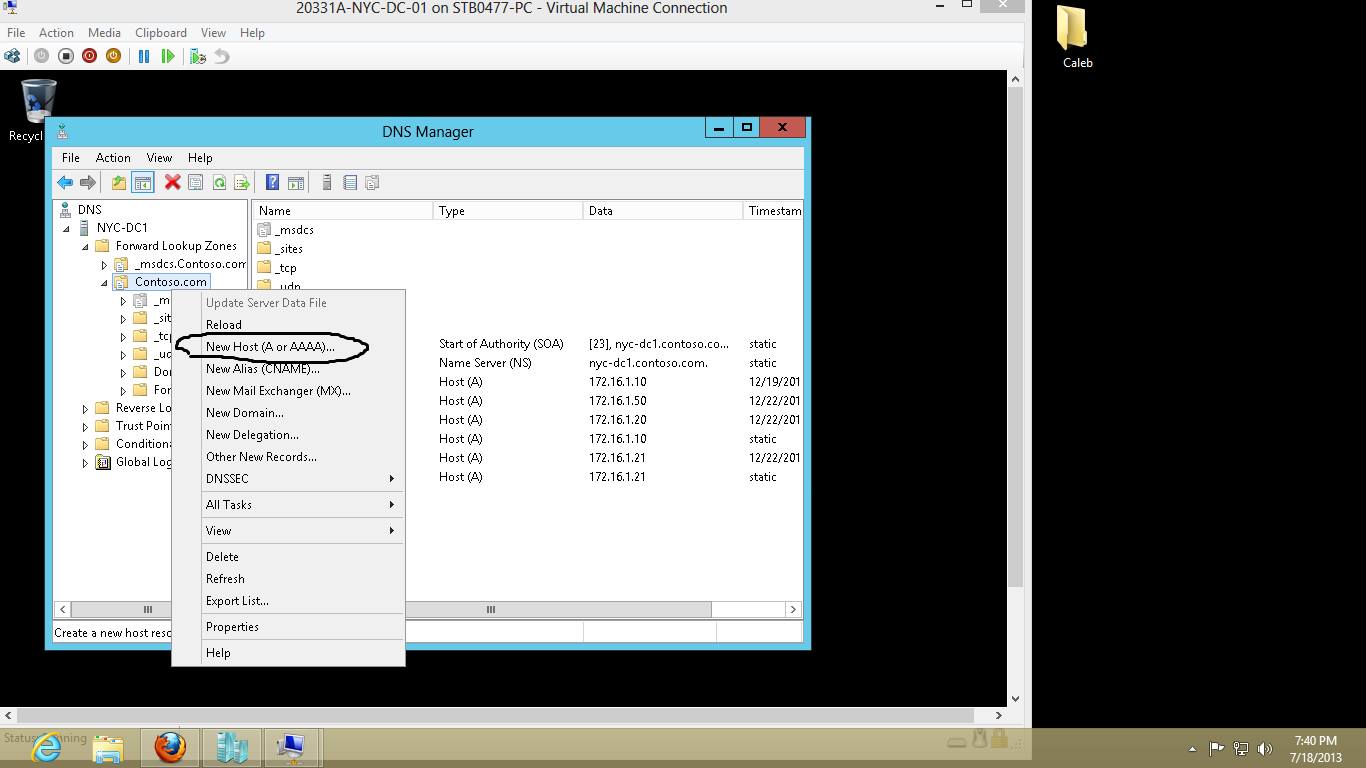 20331A-NYC-DC-01 on STB0477-PC - Virtual Machine Connection
File Action Media Clipboard View Help
Caleb
Recycl
DNS Manager
File Action View Help
DNS
NYC-DC1
Forward Lookup Zones
_msdcs.Contoso.com
Contoso.com
_m
_sit
_tcp
_ud
Dor
For
Reverse Lo
Trust Point
Conditiona
Global Log
Name Type Data Timestam
_msdcs
_sites
_tcp
_udp
Start of Authority (SOA) [23], nyc-dc1.contoso.co... static
Name Server (NS) nyc-dc1.contoso.com. static
Host (A) 172.16.1.10 12/19/201
Host (A) 172.16.1.50 12/22/201
Host (A) 172.16.1.20 12/22/201
Host (A) 172.16.1.10 static
Host (A) 172.16.1.21 12/22/201
Host (A) 172.16.1.21 static
Update Server Data File
Reload
New Host (A or AAAA)...
New Alias (CNAME)...
New Mail Exchanger (MX)...
New Domain...
New Delegation...
Other New Records...
DNSSEC
All Tasks
View
Delete
Refresh
Export List...
Properties
Help
Create a new host reso
Status: Running
7:40 PM
7/18/2013